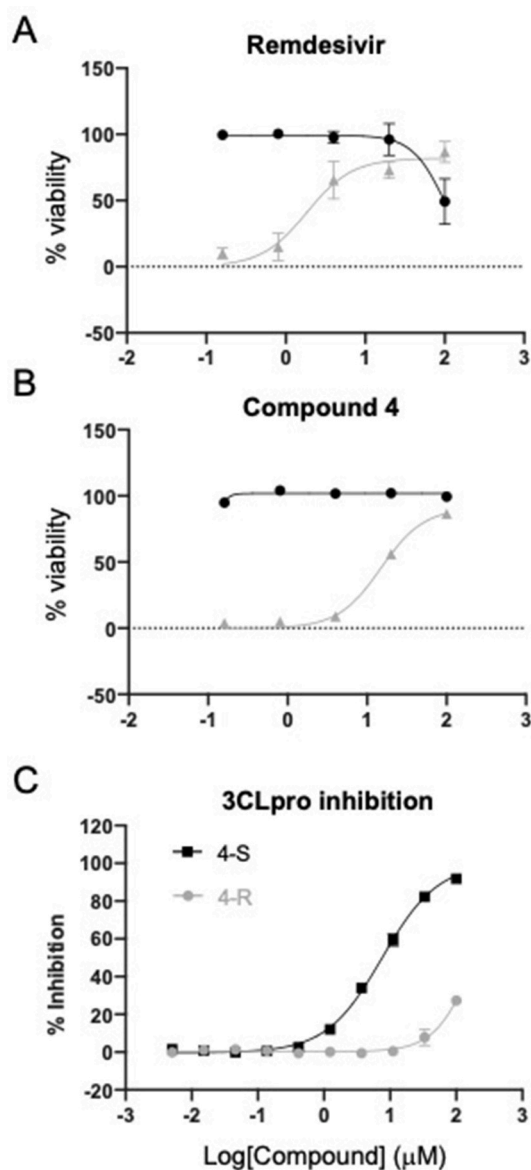 A
Remdesivir
150
100
50
0
-50
% viability
-2 -1 0 1 2 3
B
Compound 4
150
100
50
0
-50
% viability
-2 -1 0 1 2 3
C
3CLpro inhibition
120
100
80
60
40
20
0
-20
4-S
4-R
% Inhibition
-3 -2 -1 0 1 2 3
Log[Compound] (μM)